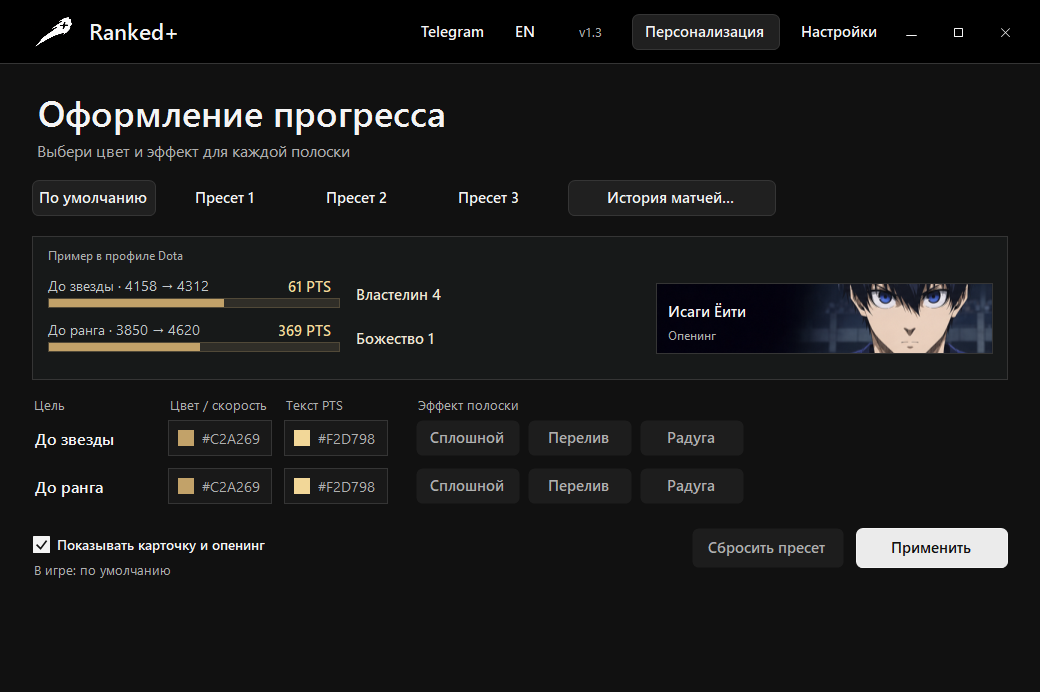 Ranked+
Telegram EN v1.3 Персонализация Настройки
Оформление прогресса
Выбери цвет и эффект для каждой полоски
По умолчанию Пресет 1 Пресет 2 Пресет 3 История матчей...
Пример в профиле Dota
До звезды · 4158 → 4312 61 PTS
Властелин 4
До ранга · 3850 → 4620 369 PTS
Божество 1
Исаги Ёити
Опенинг
Цель Цвет / скорость Текст PTS Эффект полоски
До звезды #C2A269 #F2D798 Сплошной Перелив Радуга
До ранга #C2A269 #F2D798 Сплошной Перелив Радуга
Показывать карточку и опенинг
В игре: по умолчанию
Сбросить пресет Применить